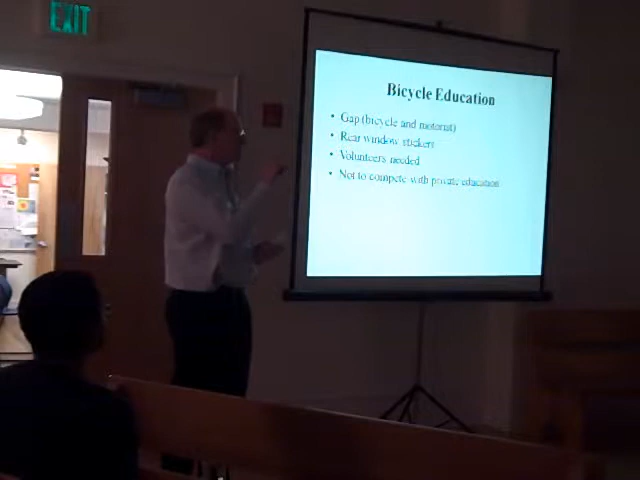 EXIT
Bicycle Education
• Gap (bicycle and motorist)
• Rear window stickers
• Volunteers needed
• Not to compete with private education